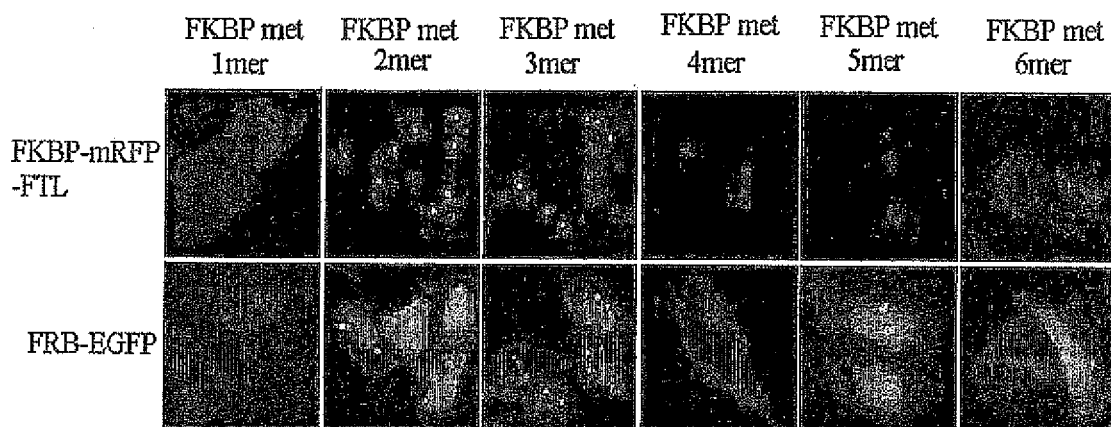 FKBP met FKBP met FKBP met FKBP met FKBP met FKBP met
1mer 2mer 3mer 4mer 5mer 6mer
FKBP-mRFP
-FTL
FRB-EGFP